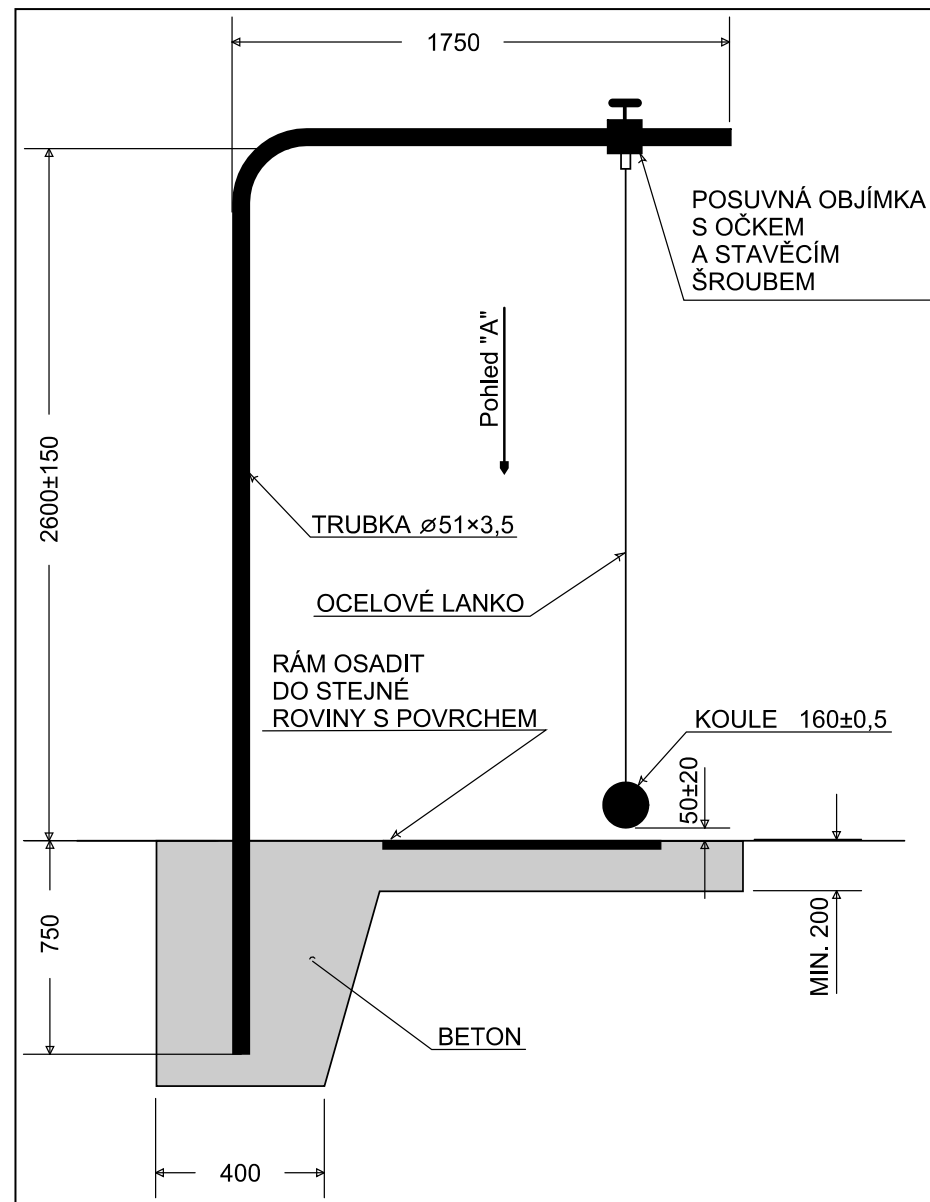 1750
POSUVNÁ OBJÍMKA
S OČKEM
A STAVĚCÍM
ŠROUBEM
Pohled "A"
2600±150
TRUBKA ⌀51×3,5
OCELOVÉ LANKO
RÁM OSADIT
DO STEJNÉ
ROVINY S POVRCHEM
KOULE 160±0,5
50±20
750
MIN. 200
BETON
400